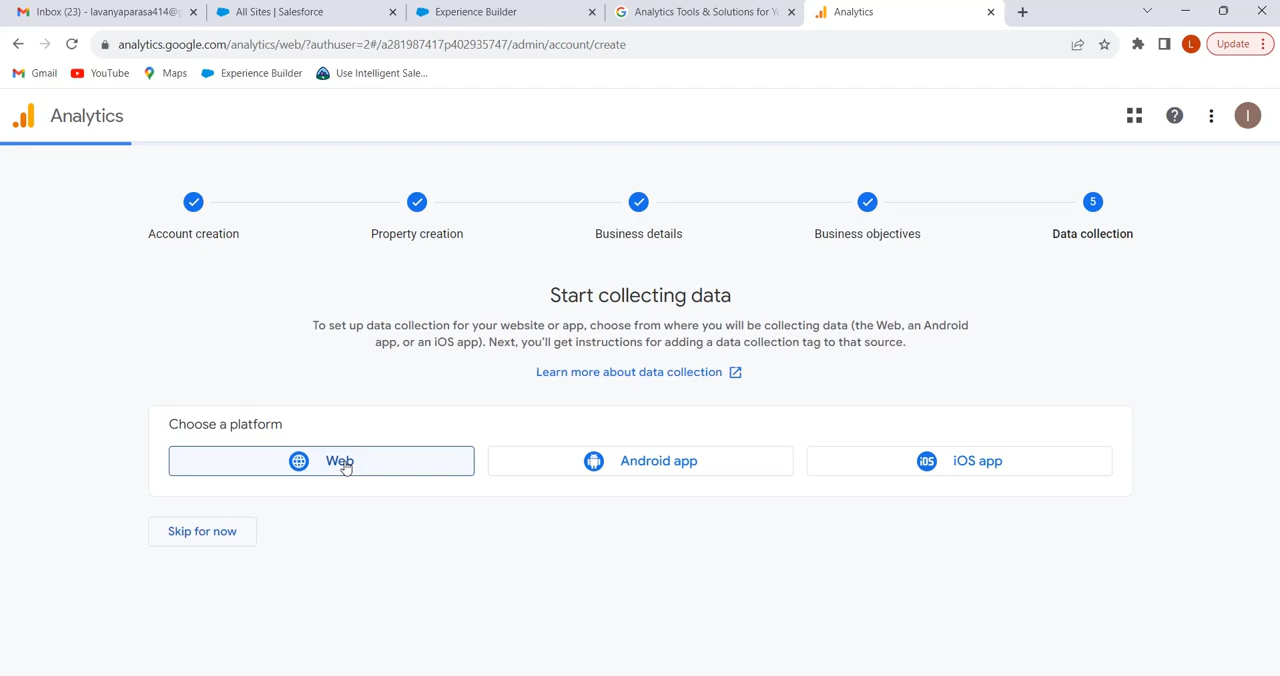 Inbox (23) - lavanyaparasa414@g
All Sites | Salesforce
Experience Builder
Analytics Tools & Solutions for Yo
Analytics
analytics.google.com/analytics/web/?authuser=2#/a281987417p402935747/admin/account/create
L
Update
Gmail
YouTube
Maps
Experience Builder
Use Intelligent Sale...
Analytics
I
5
Account creation
Property creation
Business details
Business objectives
Data collection
Start collecting data
To set up data collection for your website or app, choose from where you will be collecting data (the Web, an Android
app, or an iOS app). Next, you'll get instructions for adding a data collection tag to that source.
Learn more about data collection
Choose a platform
Web
Android app
iOS
iOS app
Skip for now